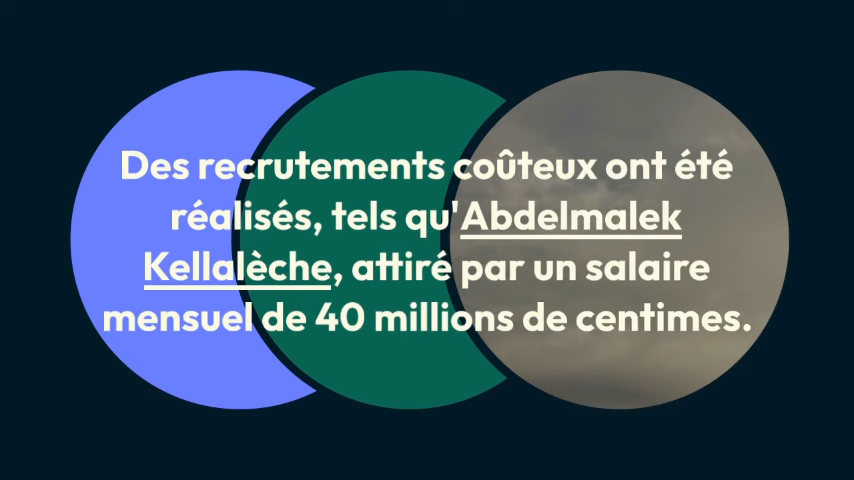 Des recrutements coûteux ont été
réalisés, tels qu'Abdelmalek
Kellalèche, attiré par un salaire
mensuel de 40 millions de centimes.